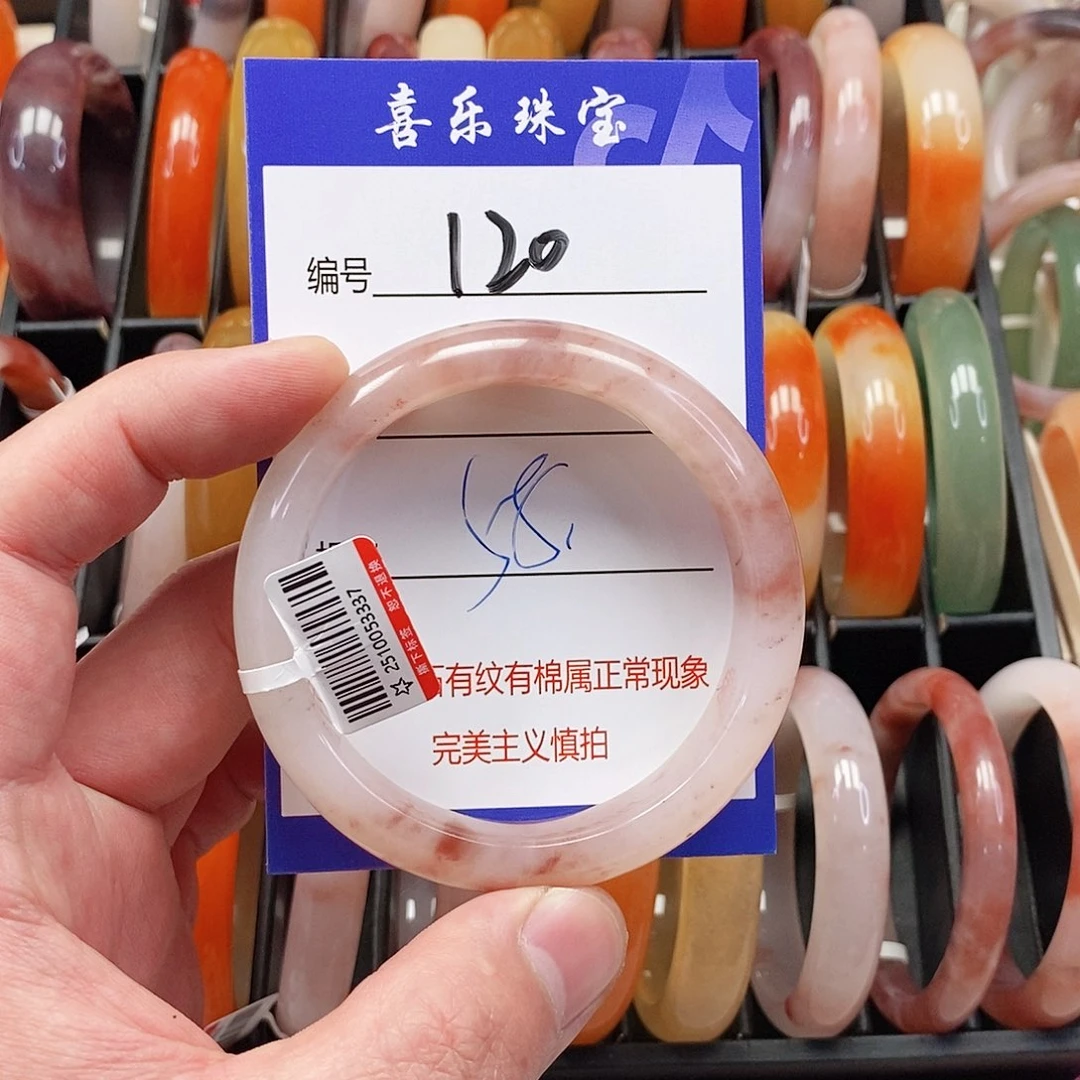 喜乐珠宝
编号 120
58.
有纹有棉属正常现象
完美主义慎拍
撕下标签 恕不退换
2510053337